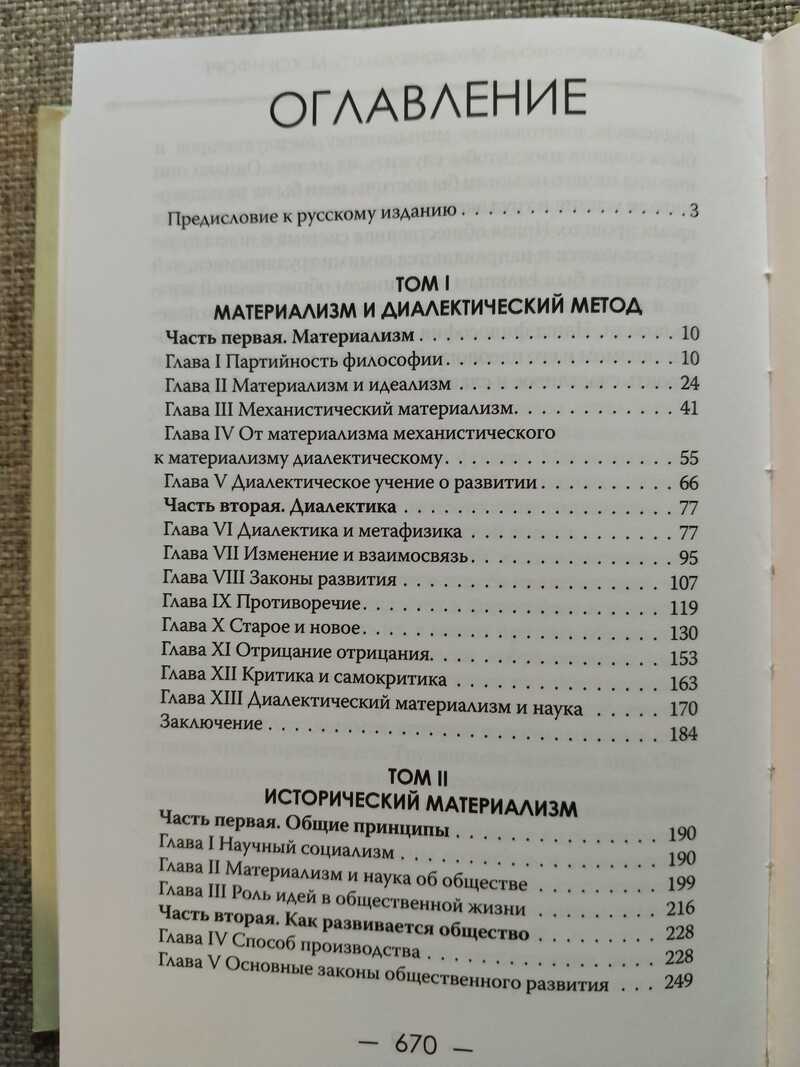 ОГЛАВЛЕНИЕ
Предисловие к русскому изданию . . . . . . . . . . . . . . . . . 3
ТОМ I
МАТЕРИАЛИЗМ И ДИАЛЕКТИЧЕСКИЙ МЕТОД
Часть первая. Материализм . . . . . . . . . . . . . . . . . . . 10
Глава I Партийность философии . . . . . . . . . . . . . . . . . 10
Глава II Материализм и идеализм . . . . . . . . . . . . . . . . 24
Глава III Механистический материализм. . . . . . . . . . . . 41
Глава IV От материализма механистического
к материализму диалектическому. . . . . . . . . . . . . . . . . 55
Глава V Диалектическое учение о развитии . . . . . . . . . . 66
Часть вторая. Диалектика . . . . . . . . . . . . . . . . . . . . 77
Глава VI Диалектика и метафизика . . . . . . . . . . . . . . . 77
Глава VII Изменение и взаимосвязь. . . . . . . . . . . . . . . 95
Глава VIII Законы развития . . . . . . . . . . . . . . . . . . . 107
Глава IX Противоречие. . . . . . . . . . . . . . . . . . . . . . 119
Глава X Старое и новое. . . . . . . . . . . . . . . . . . . . . . 130
Глава XI Отрицание отрицания. . . . . . . . . . . . . . . . . 153
Глава XII Критика и самокритика . . . . . . . . . . . . . . . 163
Глава XIII Диалектический материализм и наука . . . . . 170
Заключение . . . . . . . . . . . . . . . . . . . . . . . . . . . . 184
ТОМ II
ИСТОРИЧЕСКИЙ МАТЕРИАЛИЗМ
Часть первая. Общие принципы . . . . . . . . . . . . . . . . 190
Глава I Научный социализм . . . . . . . . . . . . . . . . . . . 190
Глава II Материализм и наука об обществе . . . . . . . . . 199
Глава III Роль идей в общественной жизни . . . . . . . . . 216
Часть вторая. Как развивается общество . . . . . . . . . . 228
Глава IV Способ производства . . . . . . . . . . . . . . . . . 228
Глава V Основные законы общественного развития . . . 249
— 670 —